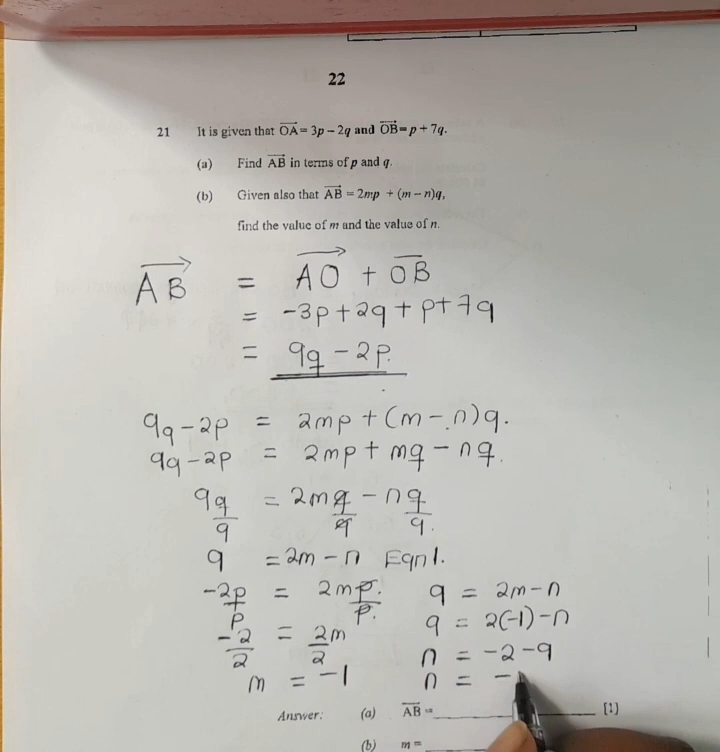 22
21 It is given that OA = 3p – 2q and OB = p + 7q.
(a) Find AB in terms of p and q.
(b) Given also that AB = 2mp + (m – n)q,
find the value of m and the value of n.
AB = AO + OB
= -3p + 2q + p + 7q
= 9q - 2p.
9q - 2p = 2mp + (m - n)q.
9q - 2p = 2mp + mq - nq.
9q/q = 2mq/q - nq/q.
9 = 2m - n Eqn 1.
-2p/p = 2mp./p. 9 = 2m - n
-2/2 = 2m/2 9 = 2(-1) - n
n = -2 - 9
m = -1 n = -
Answer: (a) AB = [1]
(b) m =